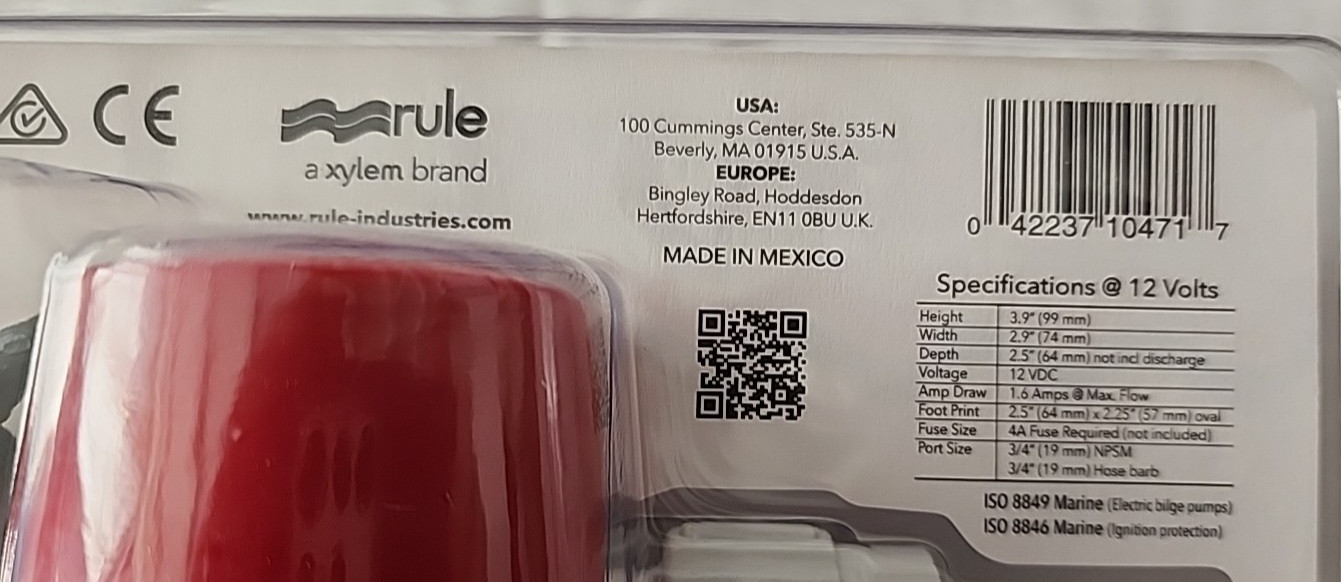 CE
rule
a xylem brand
www.rule-industries.com
USA:
100 Cummings Center, Ste. 535-N
Beverly, MA 01915 U.S.A.
EUROPE:
Bingley Road, Hoddesdon
Hertfordshire, EN11 0BU U.K.
MADE IN MEXICO
0 42237 10471 7
Specifications @ 12 Volts
Height 3.9" (99 mm)
Width 2.9" (74 mm)
Depth 2.5" (64 mm) not incl discharge
Voltage 12 VDC
Amp Draw 1.6 Amps @ Max. Flow
Foot Print 2.5" (64 mm) x 2.25" (57 mm) oval
Fuse Size 4A Fuse Required (not included)
Port Size 3/4" (19 mm) NPSM
3/4" (19 mm) Hose barb
ISO 8849 Marine (Electric bilge pumps)
ISO 8846 Marine (Ignition protection)